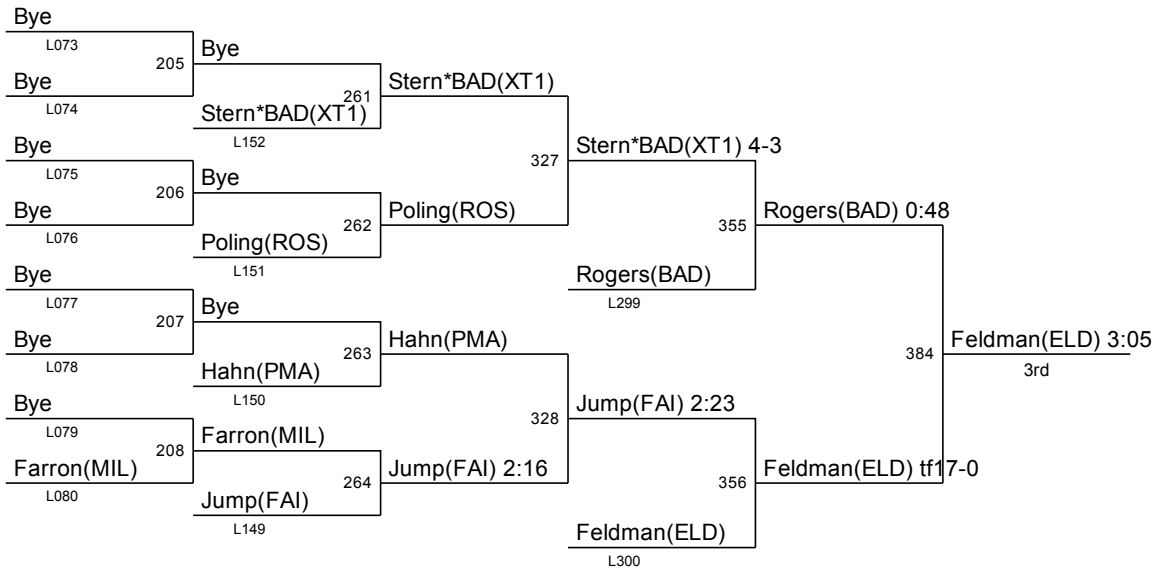 Bye
L073
205
Bye
Bye
L074
261
Stern*BAD(XT1)
Stern*BAD(XT1)
L152
Bye
L075
327
Stern*BAD(XT1) 4-3
206
Bye
Bye
L076
262
Poling(ROS)
Poling(ROS)
L151
355
Rogers(BAD) 0:48
Rogers(BAD)
L299
Bye
L077
207
Bye
Bye
L078
263
Hahn(PMA)
Hahn(PMA)
L150
384
Feldman(ELD) 3:05
3rd
Bye
L079
328
Jump(FAI) 2:23
208
Farron(MIL)
Farron(MIL)
L080
264
Jump(FAI) 2:16
Jump(FAI)
L149
356
Feldman(ELD) tf17-0
Feldman(ELD)
L300